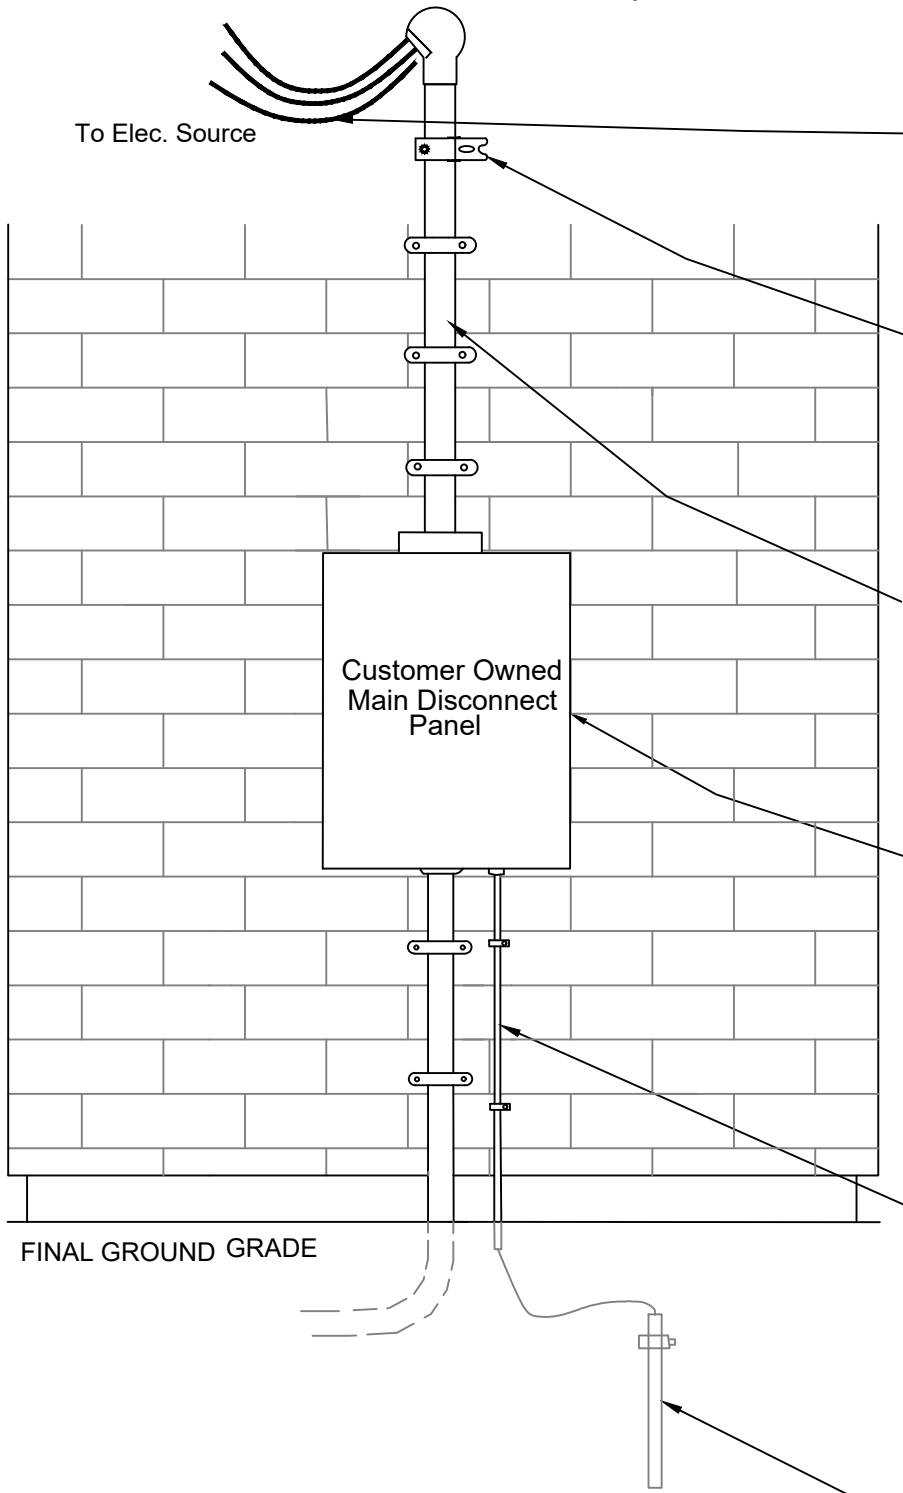 To Elec. Source
Customer Owned
Main Disconnect
Panel
FINAL GROUND GRADE